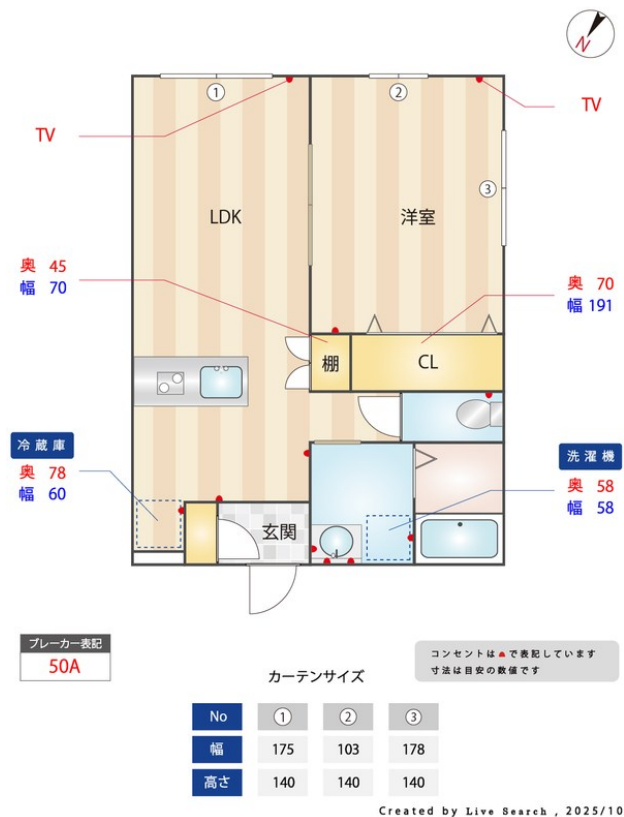 N
①
②
TV
TV
③
LDK
洋室
奥 45
幅 70
奥 70
幅 191
棚
CL
冷蔵庫
奥 78
幅 60
洗濯機
奥 58
幅 58
玄関
ブレーカー表記
50A
コンセントは で表記しています
寸法は目安の数値です
カーテンサイズ
No ① ② ③
幅 175 103 178
高さ 140 140 140
Created by Live Search , 2025/10